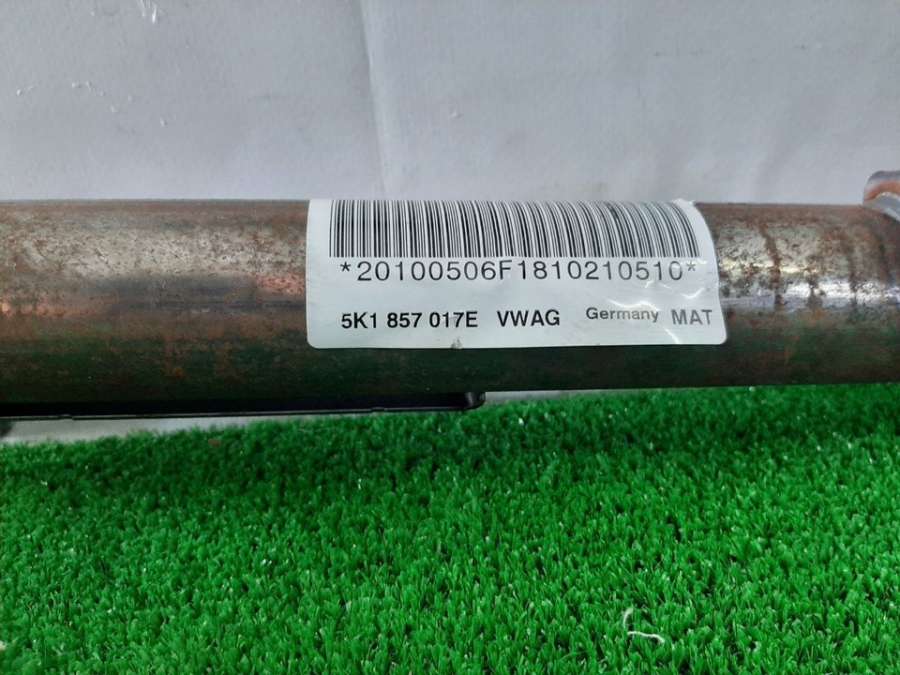 *20100506F1810210510*
5K1 857 017E VWAG Germany MAT